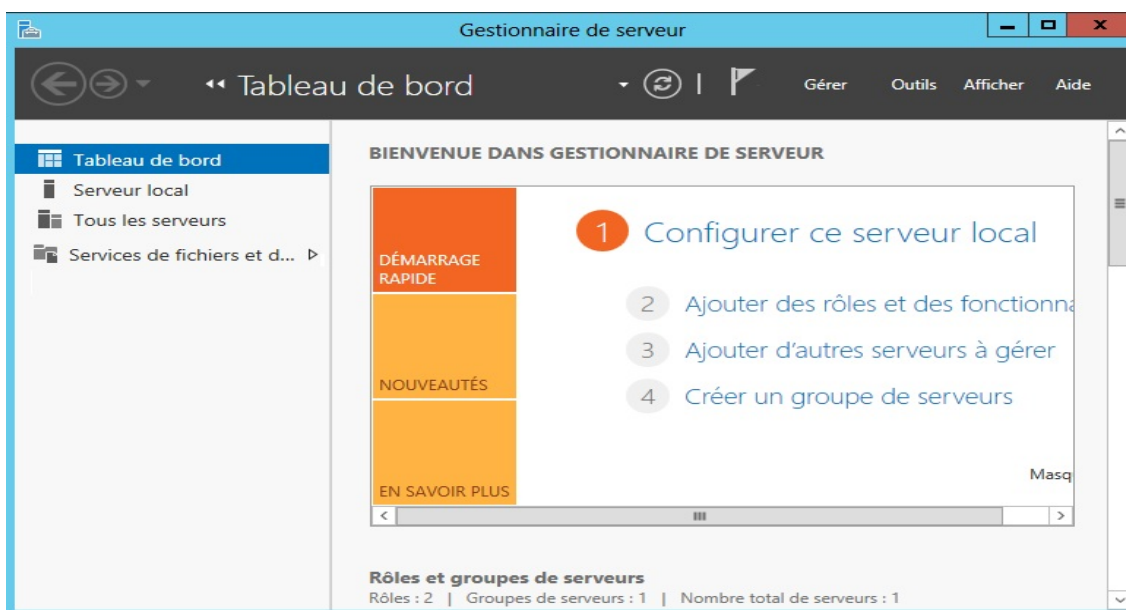 Gestionnaire de serveur
Tableau de bord
Gérer Outils Afficher Aide
Tableau de bord
Serveur local
Tous les serveurs
Services de fichiers et d...
BIENVENUE DANS GESTIONNAIRE DE SERVEUR
DÉMARRAGE
RAPIDE
NOUVEAUTÉS
EN SAVOIR PLUS
1 Configurer ce serveur local
2 Ajouter des rôles et des fonctionna
3 Ajouter d'autres serveurs à gérer
4 Créer un groupe de serveurs
Masq
Rôles et groupes de serveurs
Rôles : 2 | Groupes de serveurs : 1 | Nombre total de serveurs : 1